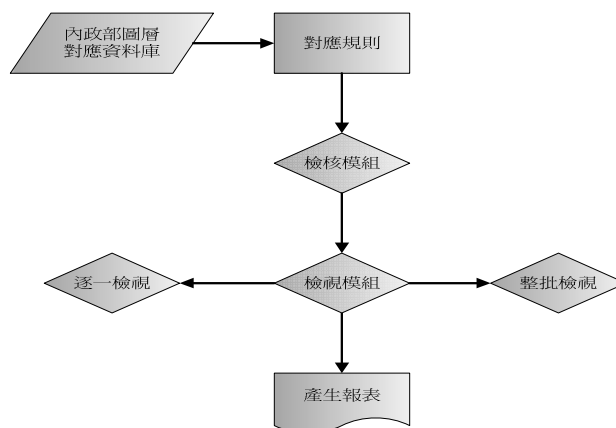 內政部圖層
對應資料庫
對應規則
檢核模組
逐一檢視
檢視模組
整批檢視
產生報表